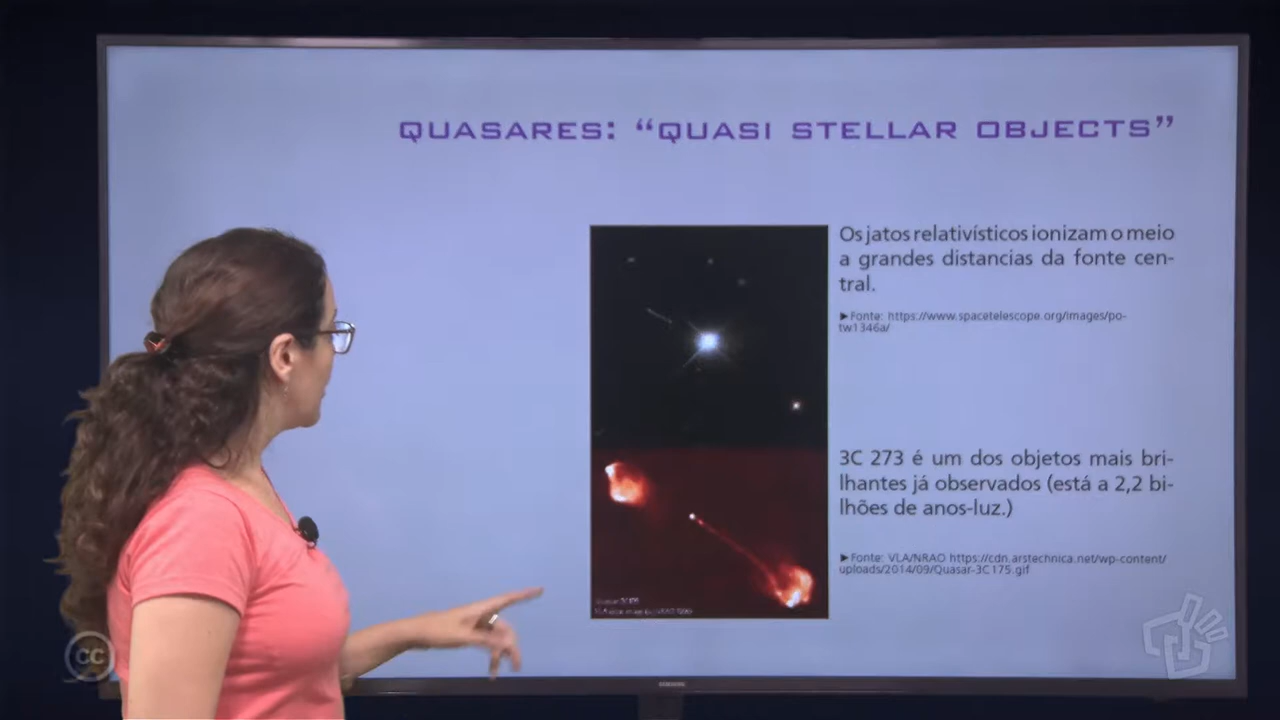 QUASARES: “QUASI STELLAR OBJECTS”
Os jatos relativísticos ionizam o meio
a grandes distancias da fonte cen-
tral.
►Fonte: https://www.spacetelescope.org/images/po-
tw1346a/
3C 273 é um dos objetos mais bri-
lhantes já observados (está a 2,2 bi-
lhões de anos-luz.)
►Fonte: VLA/NRAO https://cdn.arstechnica.net/wp-content/
uploads/2014/09/Quasar-3C175.gif
cc
SAMSUNG